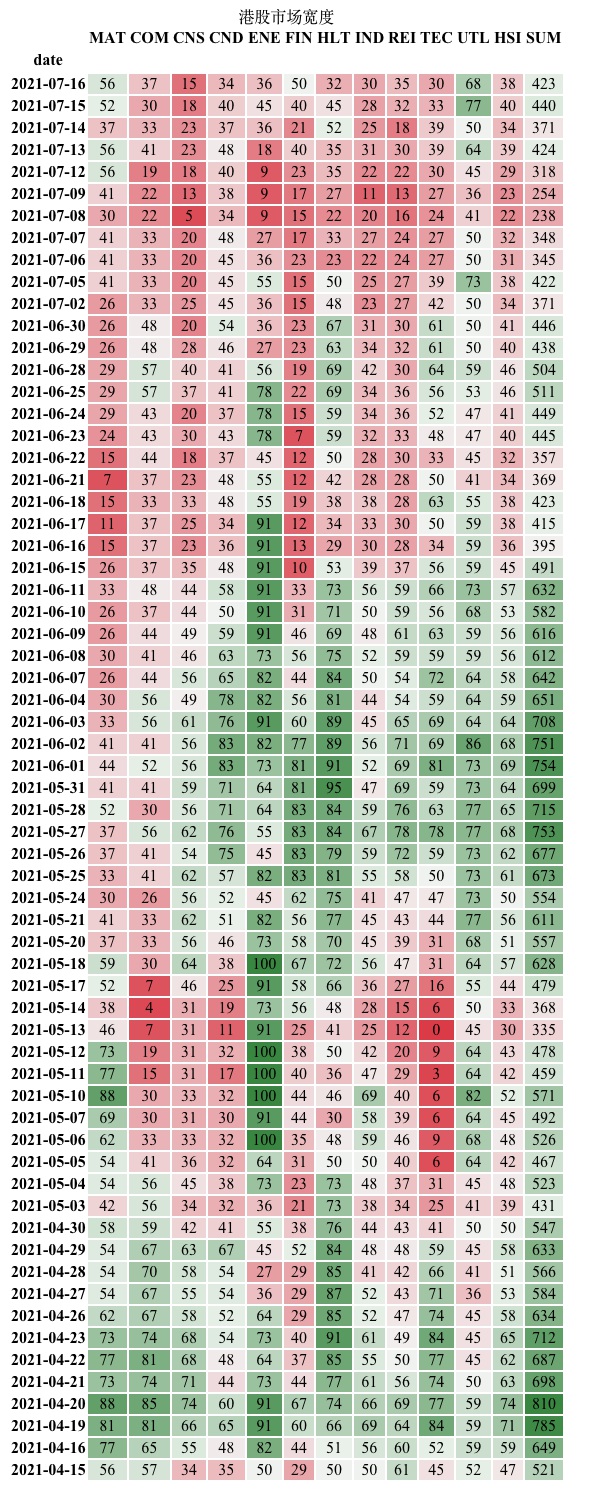 港股市场宽度
MAT COM CNS CND ENE FIN HLT IND REI TEC UTL HSI SUM
date
2021-07-16 56 37 15 34 36 50 32 30 35 30 68 38 423
2021-07-15 52 30 18 40 45 40 45 28 32 33 77 40 440
2021-07-14 37 33 23 37 36 21 52 25 18 39 50 34 371
2021-07-13 56 41 23 48 18 40 35 31 30 39 64 39 424
2021-07-12 56 19 18 40 9 23 35 22 22 30 45 29 318
2021-07-09 41 22 13 38 9 17 27 11 13 27 36 23 254
2021-07-08 30 22 5 34 9 15 22 20 16 24 41 22 238
2021-07-07 41 33 20 48 27 17 33 27 24 27 50 32 348
2021-07-06 41 33 20 45 36 23 23 22 24 27 50 31 345
2021-07-05 41 33 20 45 55 15 50 25 27 39 73 38 422
2021-07-02 26 33 25 45 36 15 48 23 27 42 50 34 371
2021-06-30 26 48 20 54 36 23 67 31 30 61 50 41 446
2021-06-29 26 48 28 46 27 23 63 34 32 61 50 40 438
2021-06-28 29 57 40 41 56 19 69 42 30 64 59 46 504
2021-06-25 29 57 37 41 78 22 69 34 36 56 53 46 511
2021-06-24 29 43 20 37 78 15 59 34 36 52 47 41 449
2021-06-23 24 43 30 43 78 7 59 32 33 48 47 40 445
2021-06-22 15 44 18 37 45 12 50 28 30 33 45 32 357
2021-06-21 7 37 23 48 55 12 42 28 28 50 41 34 369
2021-06-18 15 33 33 48 55 19 38 38 28 63 55 38 423
2021-06-17 11 37 25 34 91 12 34 33 30 50 59 38 415
2021-06-16 15 37 23 36 91 13 29 30 28 34 59 36 395
2021-06-15 26 37 35 48 91 10 53 39 37 56 59 45 491
2021-06-11 33 48 44 58 91 33 73 56 59 66 73 57 632
2021-06-10 26 37 44 50 91 31 71 50 59 56 68 53 582
2021-06-09 26 44 49 59 91 46 69 48 61 63 59 56 616
2021-06-08 30 41 46 63 73 56 75 52 59 59 59 56 612
2021-06-07 26 44 56 65 82 44 84 50 54 72 64 58 642
2021-06-04 30 56 49 78 82 56 81 44 54 59 64 59 651
2021-06-03 33 56 61 76 91 60 89 45 65 69 64 64 708
2021-06-02 41 41 56 83 82 77 89 56 71 69 86 68 751
2021-06-01 44 52 56 83 73 81 91 52 69 81 73 69 754
2021-05-31 41 41 59 71 64 81 95 47 69 59 73 64 699
2021-05-28 52 30 56 71 64 83 84 59 76 63 77 65 715
2021-05-27 37 56 62 76 55 83 84 67 78 78 77 68 753
2021-05-26 37 41 54 75 45 83 79 59 72 59 73 62 677
2021-05-25 33 41 62 57 82 83 81 55 58 50 73 61 673
2021-05-24 30 26 56 52 45 62 75 41 47 47 73 50 554
2021-05-21 41 33 62 51 82 56 77 45 43 44 77 56 611
2021-05-20 37 33 56 46 73 58 70 45 39 31 68 51 557
2021-05-18 59 30 64 38 100 67 72 56 47 31 64 57 628
2021-05-17 52 7 46 25 91 58 66 36 27 16 55 44 479
2021-05-14 38 4 31 19 73 56 48 28 15 6 50 33 368
2021-05-13 46 7 31 11 91 25 41 25 12 0 45 30 335
2021-05-12 73 19 31 32 100 38 50 42 20 9 64 43 478
2021-05-11 77 15 31 17 100 40 36 47 29 3 64 42 459
2021-05-10 88 30 33 32 100 44 46 69 40 6 82 52 571
2021-05-07 69 30 31 30 91 44 30 58 39 6 64 45 492
2021-05-06 62 33 33 32 100 35 48 59 46 9 68 48 526
2021-05-05 54 41 36 32 64 31 50 50 40 6 64 42 467
2021-05-04 54 56 45 38 73 23 73 48 37 31 45 48 523
2021-05-03 42 56 34 32 36 21 73 38 34 25 41 39 431
2021-04-30 58 59 42 41 55 38 76 44 43 41 50 50 547
2021-04-29 54 67 63 67 45 52 84 48 48 59 45 58 633
2021-04-28 54 70 58 54 27 29 85 41 42 66 41 51 566
2021-04-27 54 67 55 54 36 29 87 52 43 71 36 53 584
2021-04-26 62 67 58 52 64 29 85 52 47 74 45 58 634
2021-04-23 73 74 68 54 73 40 91 61 49 84 45 65 712
2021-04-22 77 81 68 48 64 37 85 55 50 77 45 62 687
2021-04-21 73 74 71 44 73 44 77 61 56 74 50 63 698
2021-04-20 88 85 74 60 91 67 74 66 69 77 59 74 810
2021-04-19 81 81 66 65 91 60 66 69 64 84 59 71 785
2021-04-16 77 65 55 48 82 44 51 56 60 52 59 59 649
2021-04-15 56 57 34 35 50 29 50 50 61 45 52 47 521